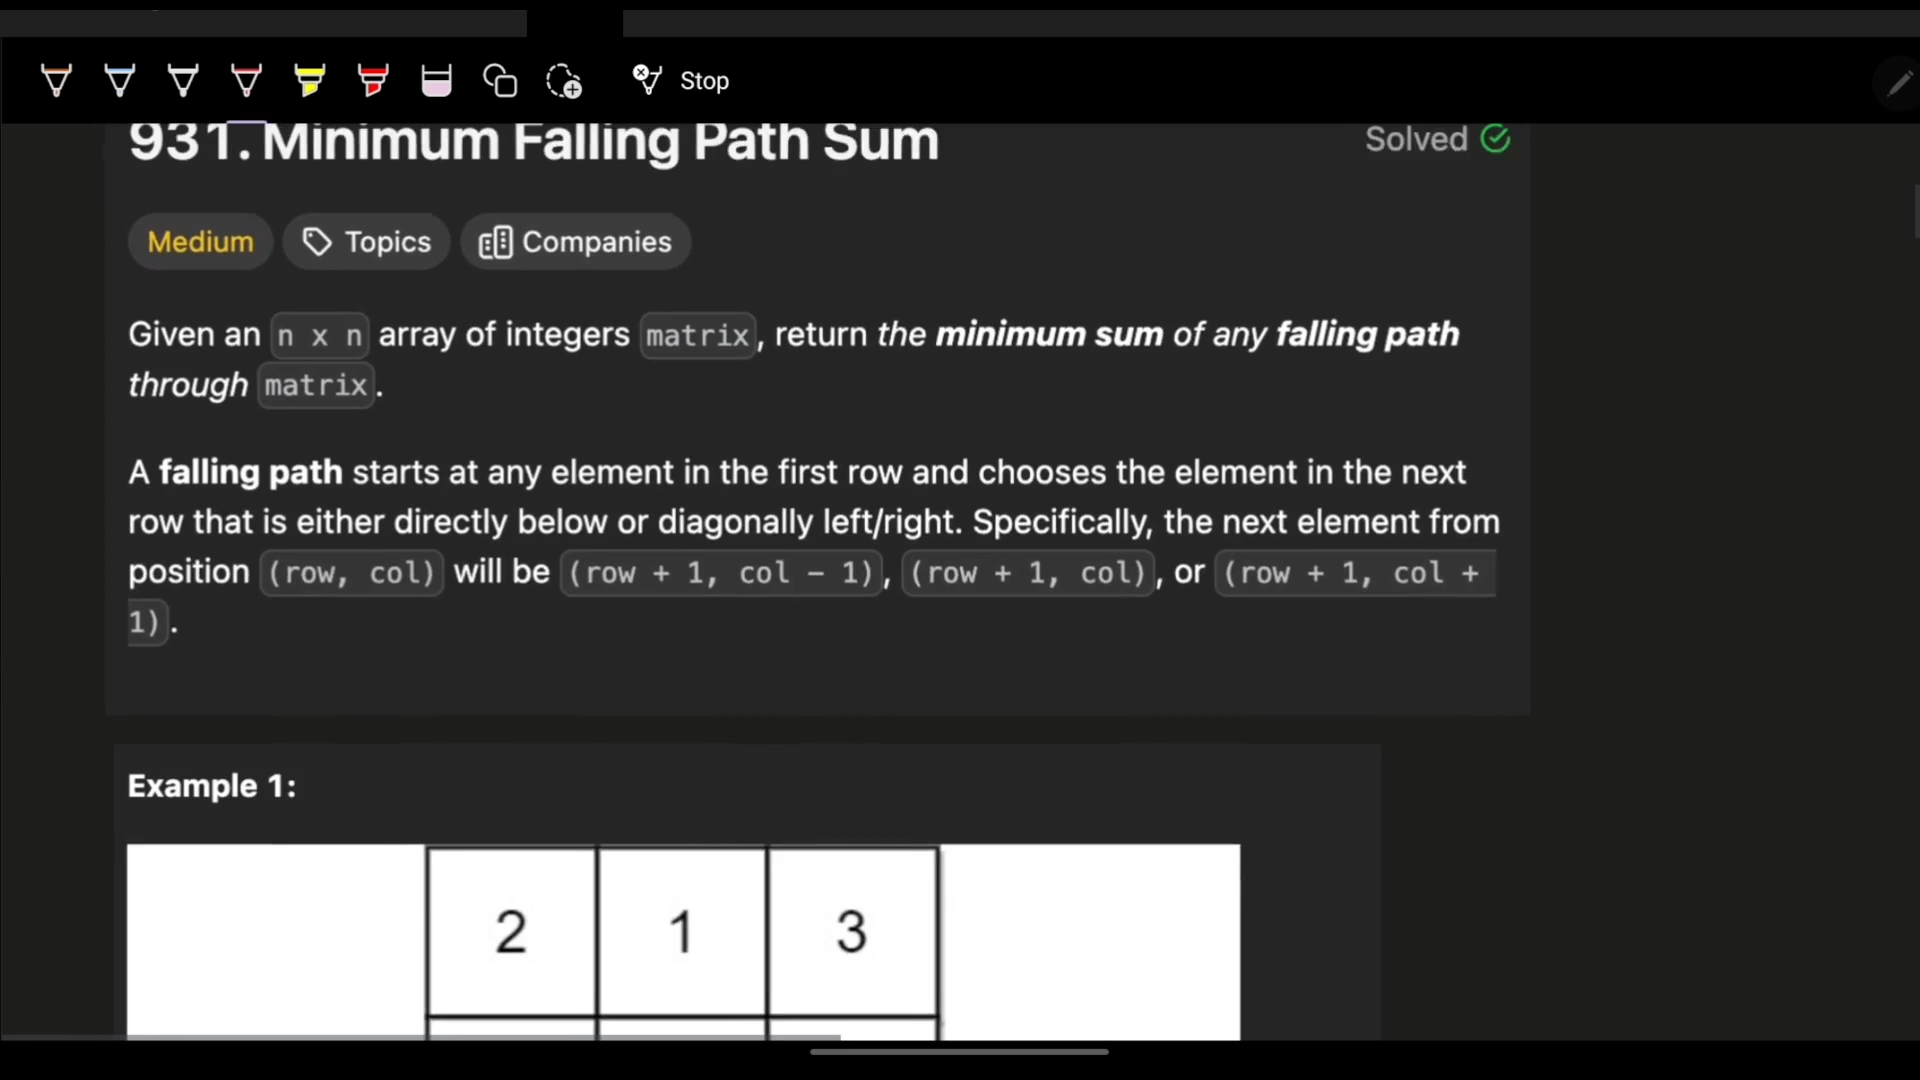 Stop
931. Minimum Falling Path Sum
Solved
Medium Topics Companies
Given an n x n array of integers matrix, return the minimum sum of any falling path
through matrix.
A falling path starts at any element in the first row and chooses the element in the next
row that is either directly below or diagonally left/right. Specifically, the next element from
position (row, col) will be (row + 1, col - 1), (row + 1, col), or (row + 1, col +
1).
Example 1:
2 1 3